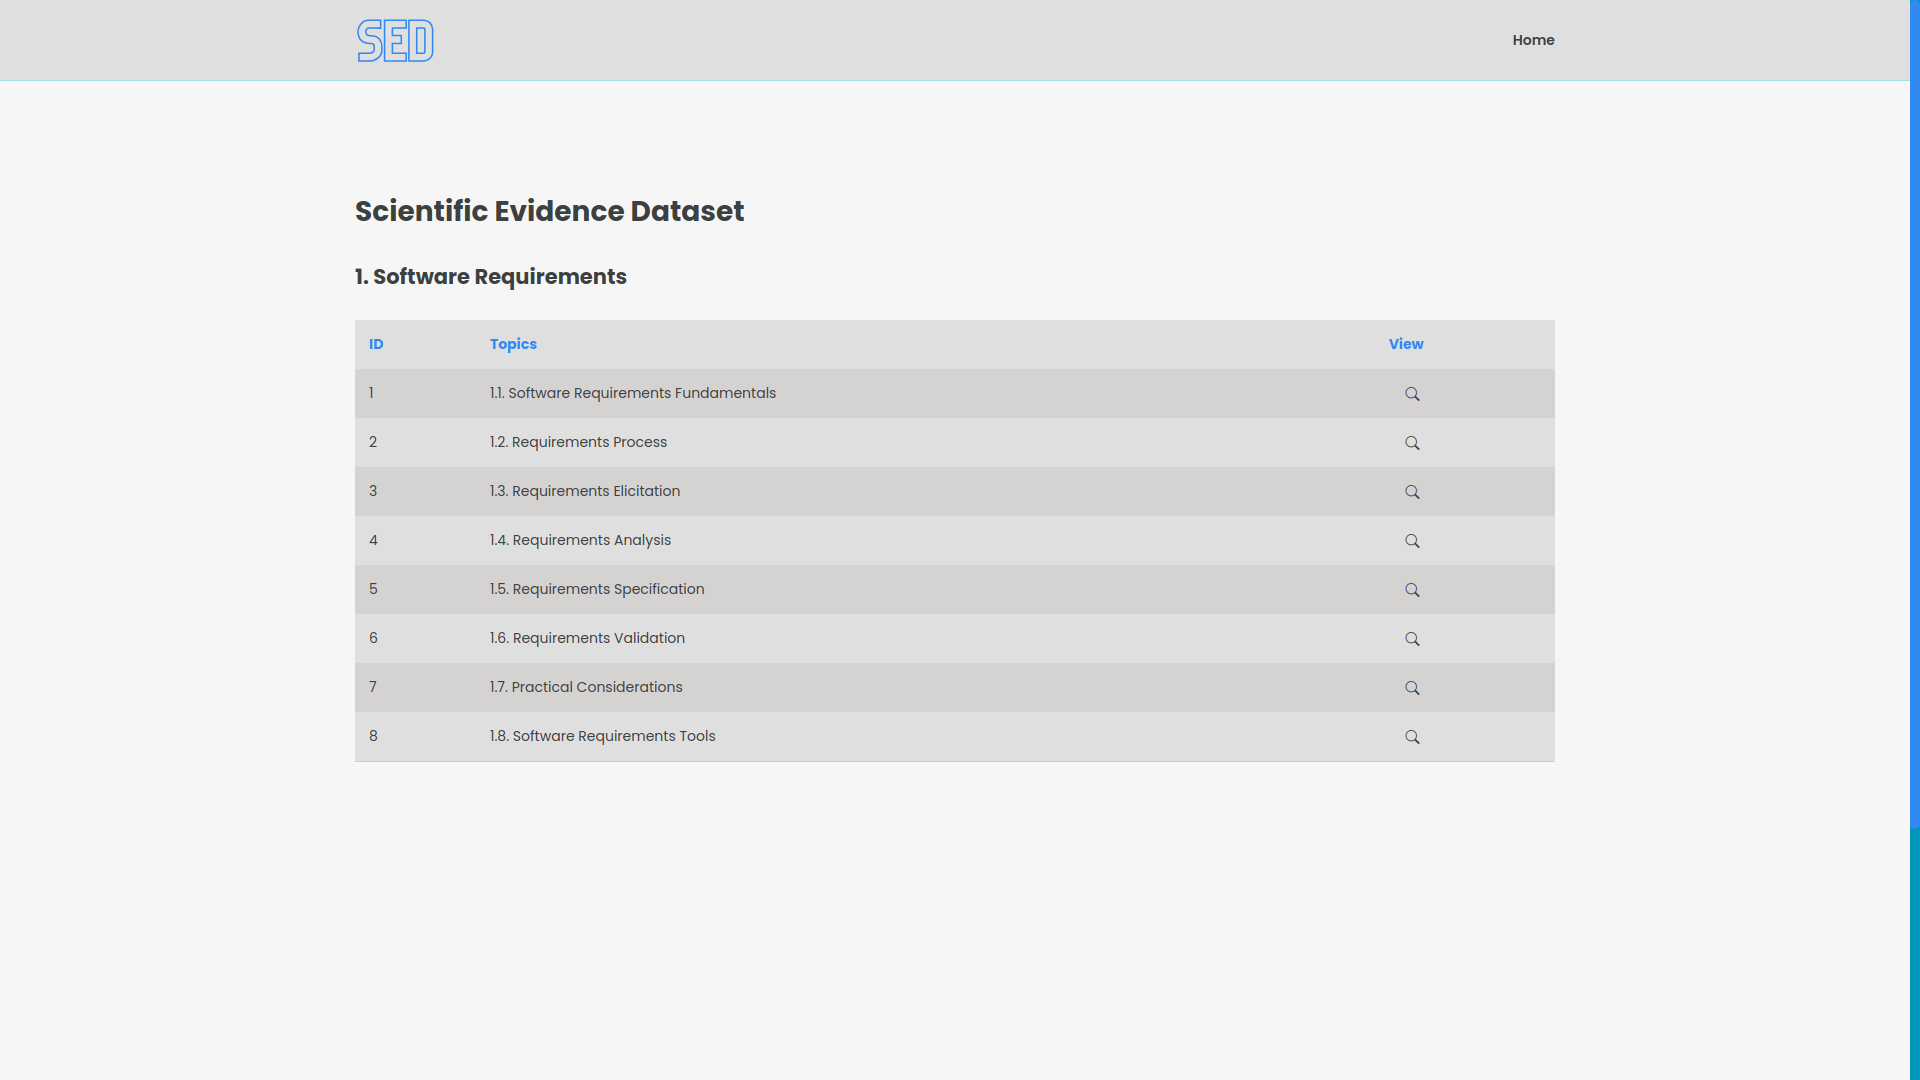 SED
Home
Scientific Evidence Dataset
1. Software Requirements
ID Topics View
1 1.1. Software Requirements Fundamentals
2 1.2. Requirements Process
3 1.3. Requirements Elicitation
4 1.4. Requirements Analysis
5 1.5. Requirements Specification
6 1.6. Requirements Validation
7 1.7. Practical Considerations
8 1.8. Software Requirements Tools